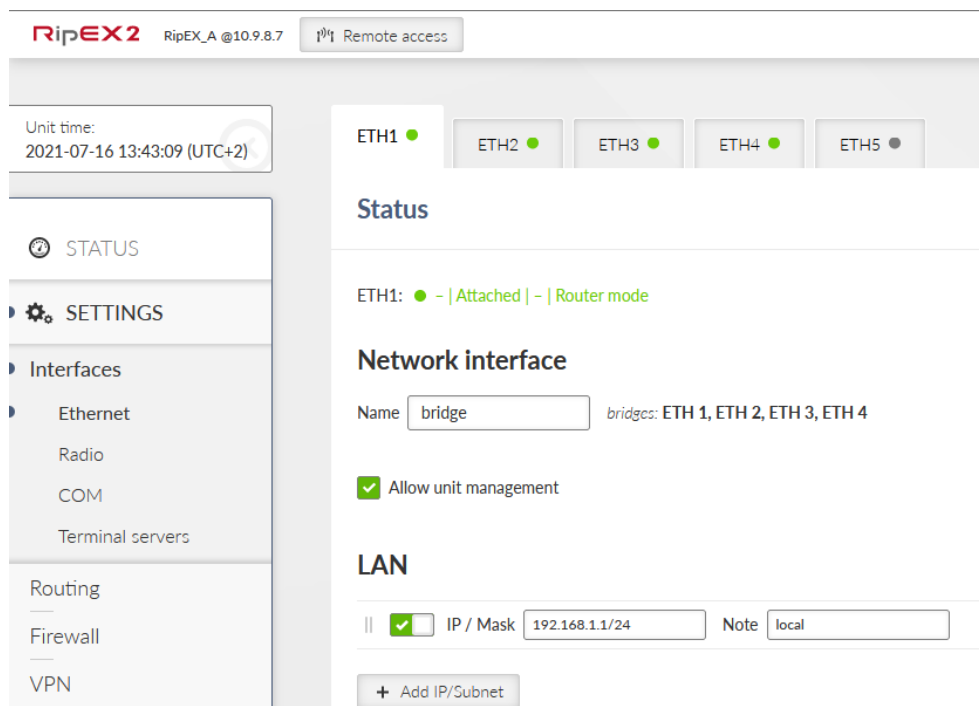 RipEX2 RipEX_A @10.9.8.7 Remote access
Unit time:
2021-07-16 13:43:09 (UTC+2)
STATUS
SETTINGS
Interfaces
Ethernet
Radio
COM
Terminal servers
Routing
Firewall
VPN
ETH1 ETH2 ETH3 ETH4 ETH5
Status
ETH1: – | Attached | – | Router mode
Network interface
Name bridge bridges: ETH 1, ETH 2, ETH 3, ETH 4
Allow unit management
LAN
IP / Mask 192.168.1.1/24 Note local
+ Add IP/Subnet